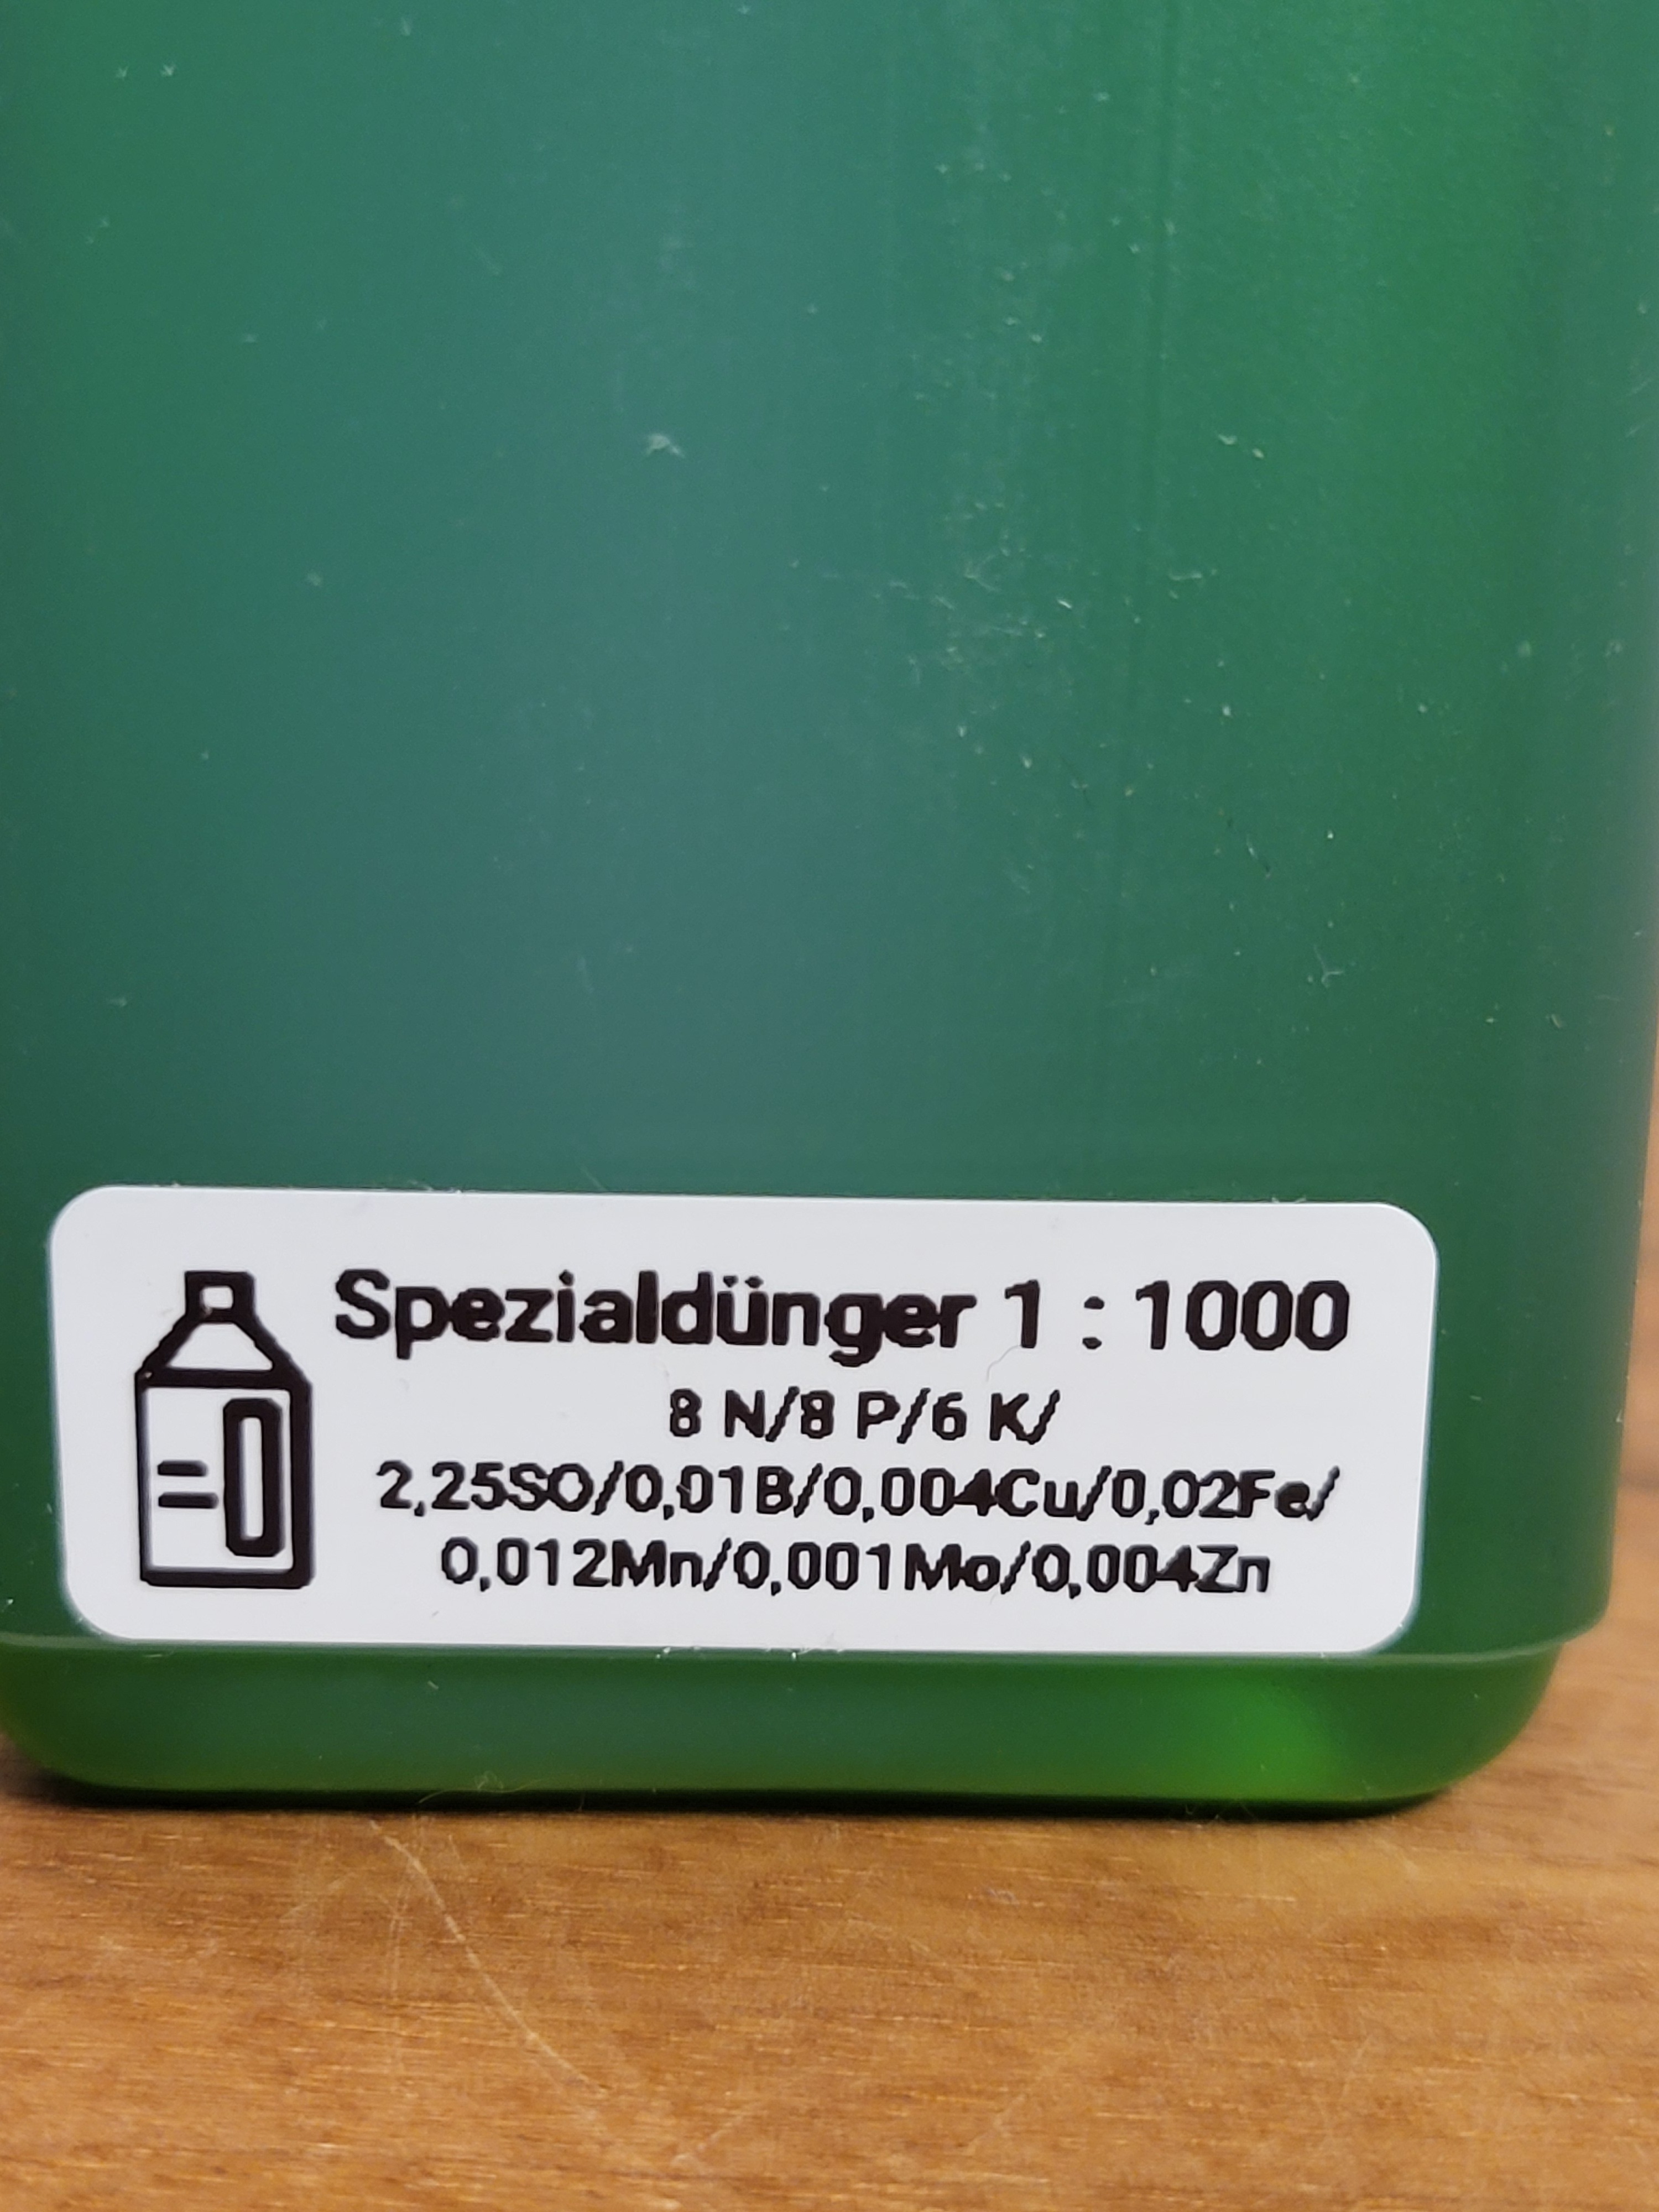 Spezialdünger 1 : 1000
8 N/8 P/6 K/
2,25SO/0,01B/0,004Cu/0,02Fe/
0,012Mn/0,001Mo/0,004Zn